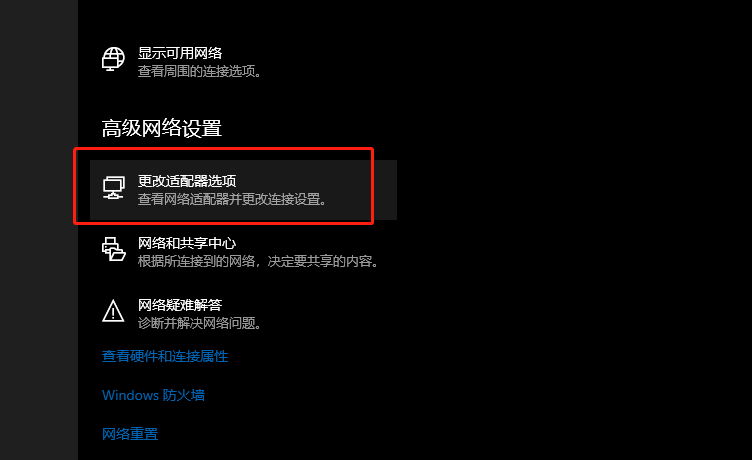 显示可用网络
查看周围的连接选项。
高级网络设置
更改适配器选项
查看网络适配器并更改连接设置。
网络和共享中心
根据所连接到的网络，决定要共享的内容。
网络疑难解答
诊断并解决网络问题。
查看硬件和连接属性
Windows 防火墙
网络重置